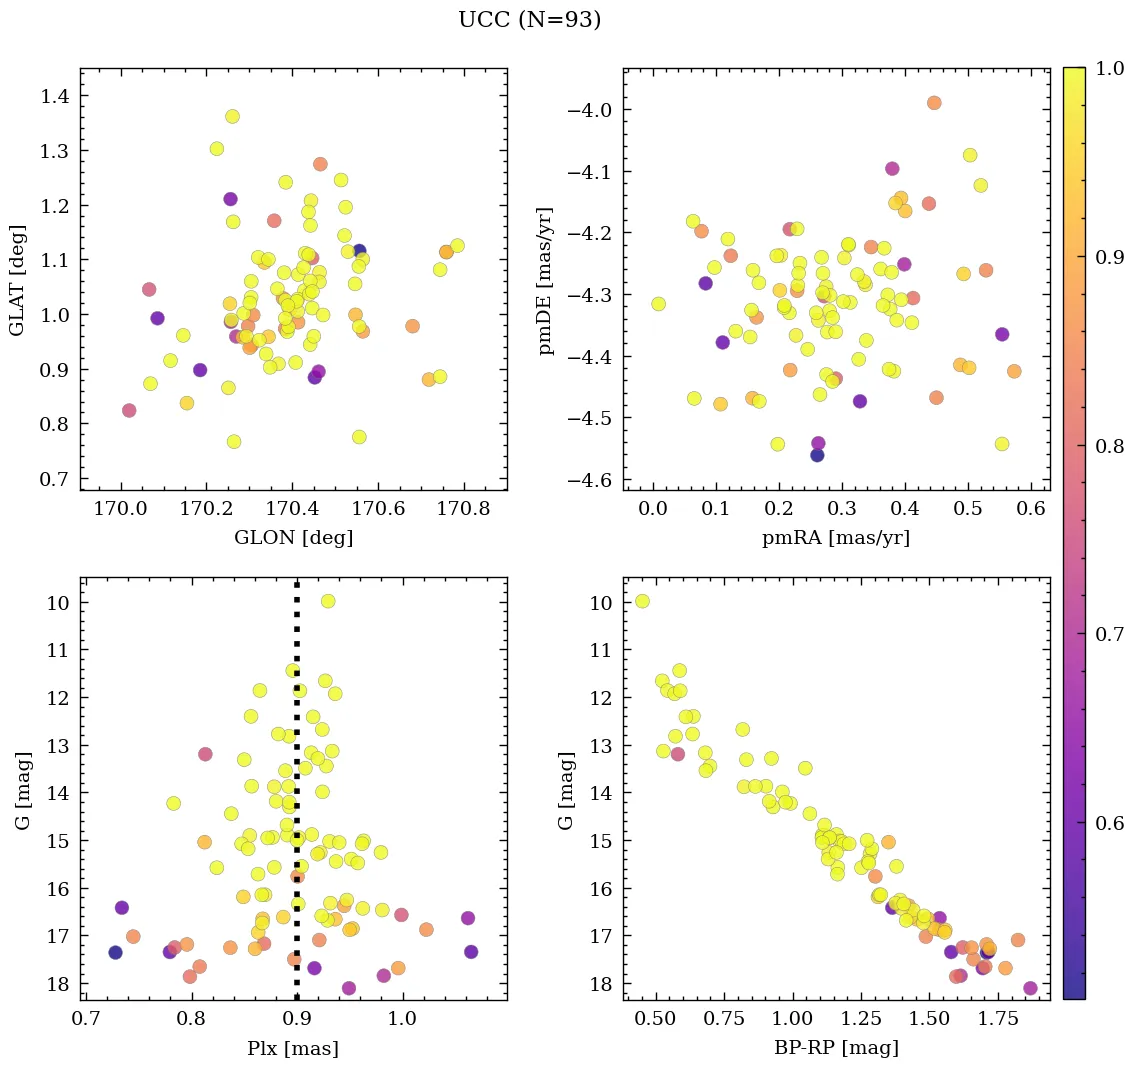 UCC (N=93)
1.4
1.3
1.2
1.1
1.0
0.9
0.8
0.7
GLAT [deg]
170.0 170.2 170.4 170.6 170.8
GLON [deg]
−4.0
−4.1
−4.2
−4.3
−4.4
−4.5
−4.6
pmDE [mas/yr]
0.0 0.1 0.2 0.3 0.4 0.5 0.6
pmRA [mas/yr]
10
11
12
13
14
15
16
17
18
G [mag]
0.7 0.8 0.9 1.0
Plx [mas]
10
11
12
13
14
15
16
17
18
G [mag]
0.50 0.75 1.00 1.25 1.50 1.75
BP-RP [mag]
1.0
0.9
0.8
0.7
0.6